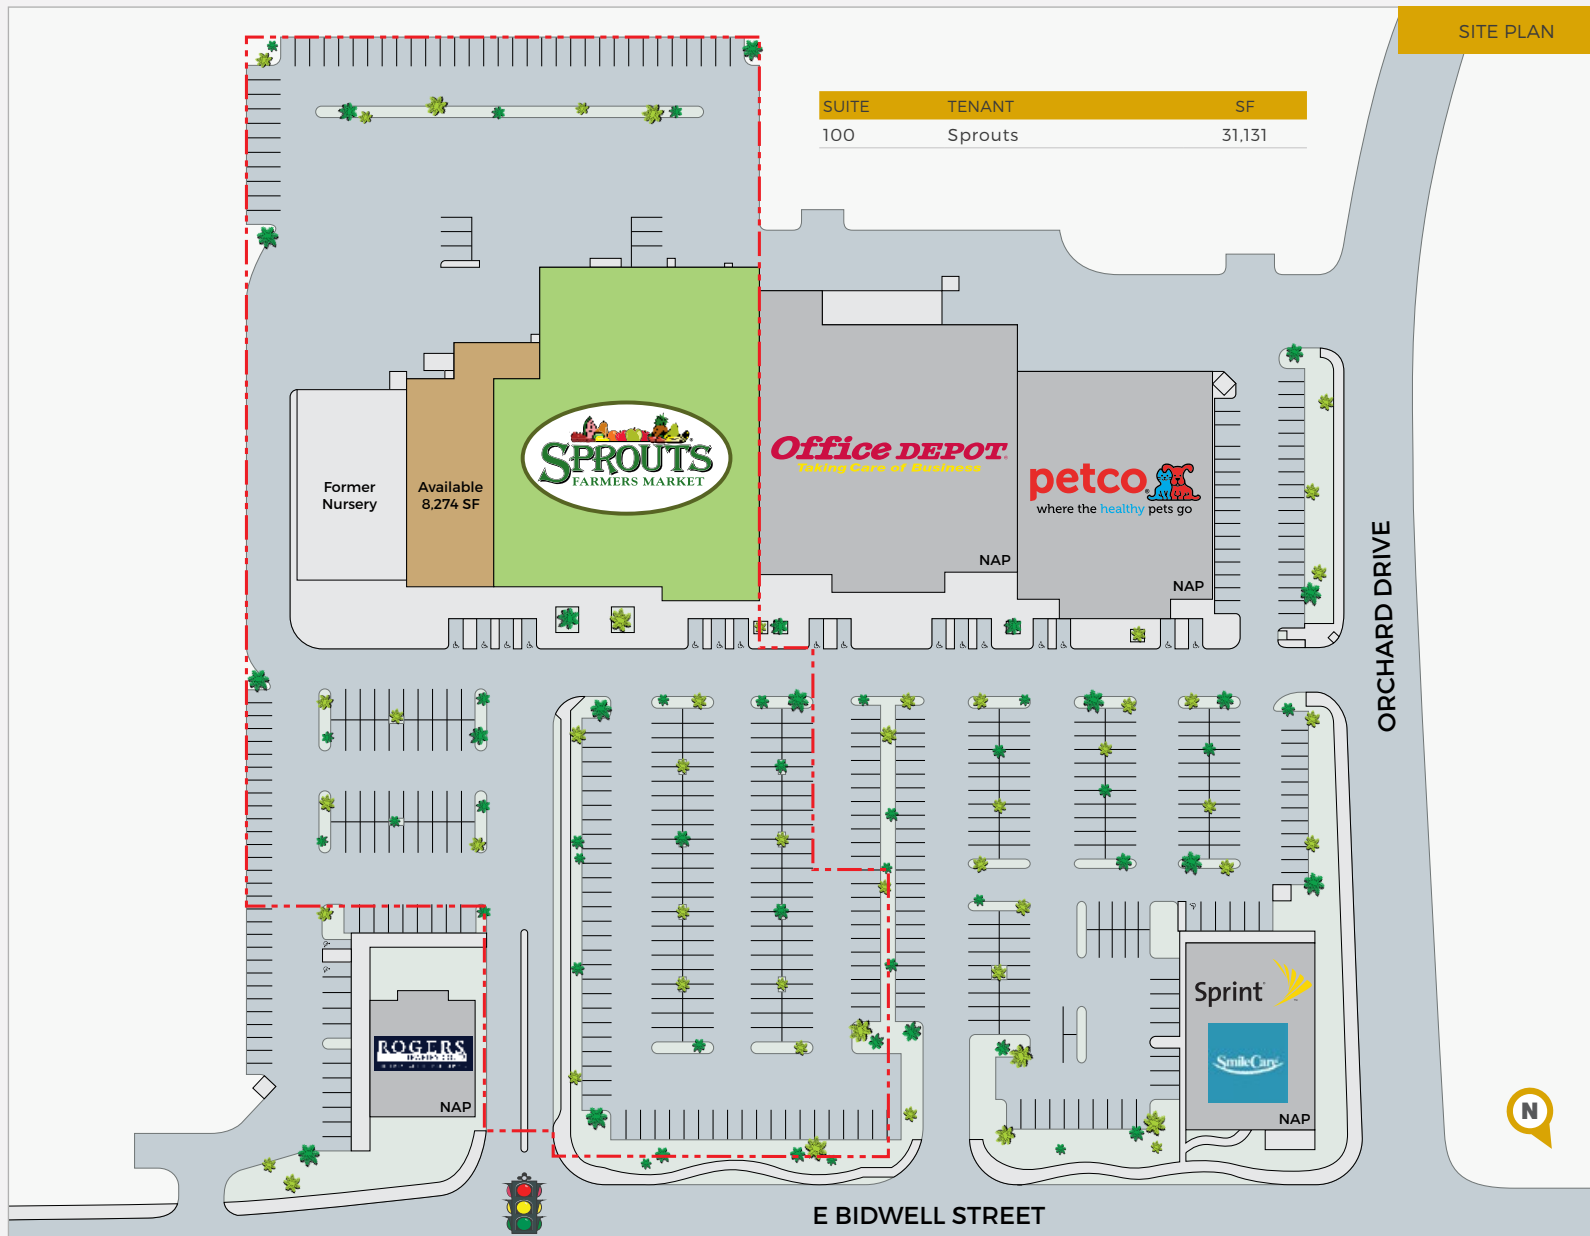 SITE PLAN
SUITE TENANT SF
100 Sprouts 31,131
SPROUTS
FARMERS MARKET
Office DEPOT
Taking Care of Business
petco
where the healthy pets go
Former
Nursery
Available
8,274 SF
NAP
NAP
ORCHARD DRIVE
Sprint
SmileCare
NAP
ROGERS
NAP
N
E BIDWELL STREET